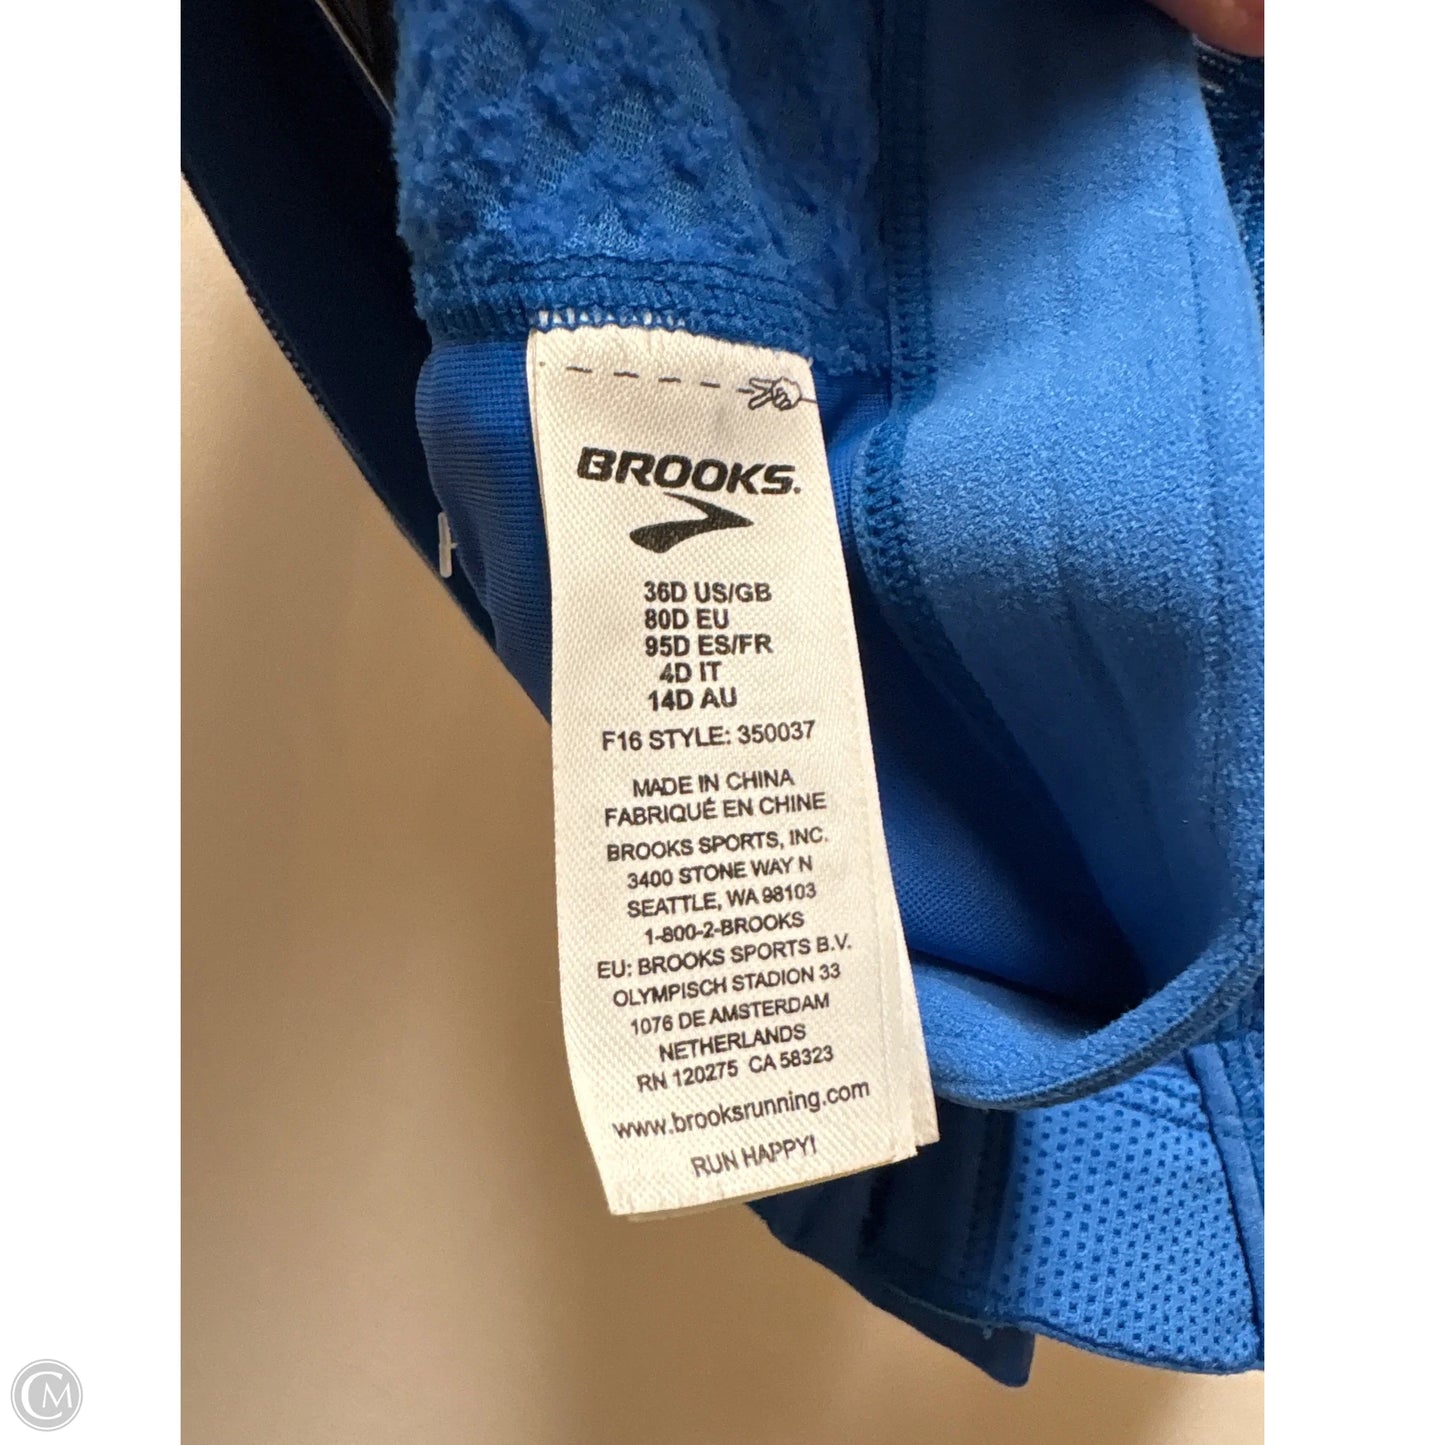 BROOKS.
36D US/GB
80D EU
95D ES/FR
4D IT
14D AU
F16 STYLE: 350037
MADE IN CHINA
FABRIQUÉ EN CHINE
BROOKS SPORTS, INC.
3400 STONE WAY N
SEATTLE, WA 98103
1-800-2-BROOKS
EU: BROOKS SPORTS B.V.
OLYMPISCH STADION 33
1076 DE AMSTERDAM
NETHERLANDS
RN 120275 CA 58323
www.brooksrunning.com
RUN HAPPY!
CM